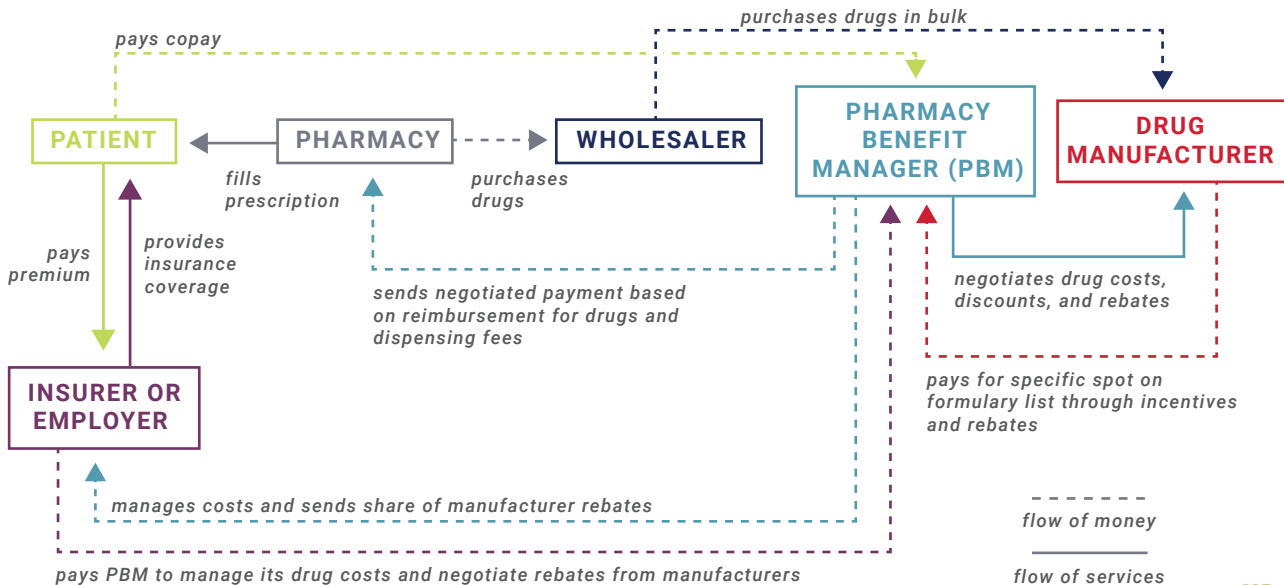 purchases drugs in bulk
pays copay
PATIENT
PHARMACY
WHOLESALER
PHARMACY
BENEFIT
MANAGER (PBM)
DRUG
MANUFACTURER
fills
prescription
purchases
drugs
pays
premium
provides
insurance
coverage
sends negotiated payment based
on reimbursement for drugs and
dispensing fees
negotiates drug costs,
discounts, and rebates
INSURER OR
EMPLOYER
pays for specific spot on
formulary list through incentives
and rebates
manages costs and sends share of manufacturer rebates
flow of money
pays PBM to manage its drug costs and negotiate rebates from manufacturers
flow of services